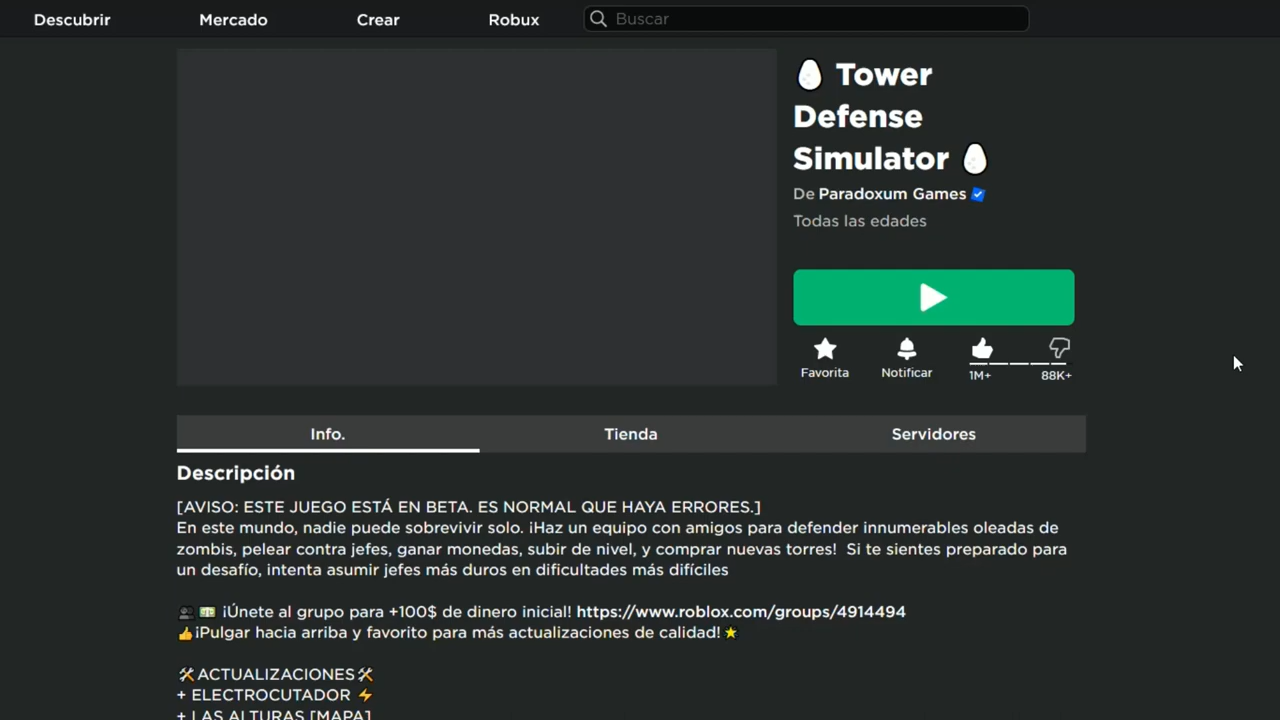 Descubrir Mercado Crear Robux Buscar
Tower
Defense
Simulator
De Paradoxum Games
Todas las edades
Favorita Notificar 1M+ 88K+
Info. Tienda Servidores
Descripción
[AVISO: ESTE JUEGO ESTÁ EN BETA. ES NORMAL QUE HAYA ERRORES.]
En este mundo, nadie puede sobrevivir solo. ¡Haz un equipo con amigos para defender innumerables oleadas de
zombis, pelear contra jefes, ganar monedas, subir de nivel, y comprar nuevas torres! Si te sientes preparado para
un desafío, intenta asumir jefes más duros en dificultades más difíciles
¡Únete al grupo para +100$ de dinero inicial! https://www.roblox.com/groups/4914494
¡Pulgar hacia arriba y favorito para más actualizaciones de calidad!
ACTUALIZACIONES
+ ELECTROCUTADOR
+ LAS ALTURAS [MAPA]